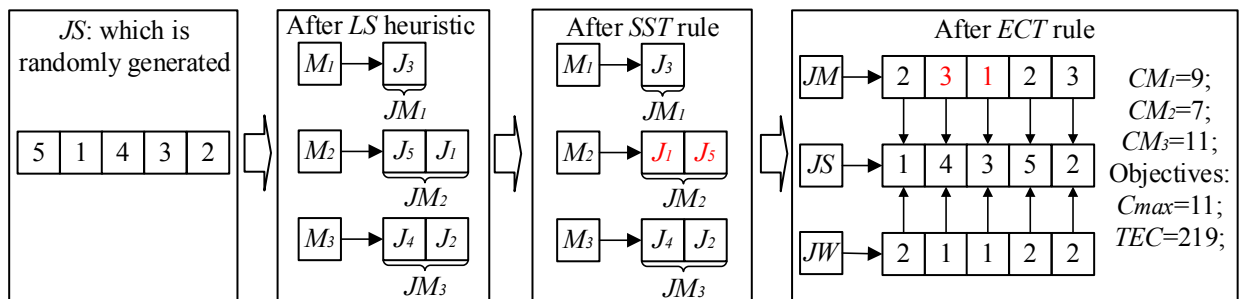 JS: which is
randomly generated
5 1 4 3 2
After LS heuristic
M1 J3
JM1
M2 J5 J1
JM2
M3 J4 J2
JM3
After SST rule
M1 J3
JM1
M2 J1 J5
JM2
M3 J4 J2
JM3
After ECT rule
JM 2 3 1 2 3
JS 1 4 3 5 2
JW 2 1 1 2 2
CM1=9;
CM2=7;
CM3=11;
Objectives:
Cmax=11;
TEC=219;